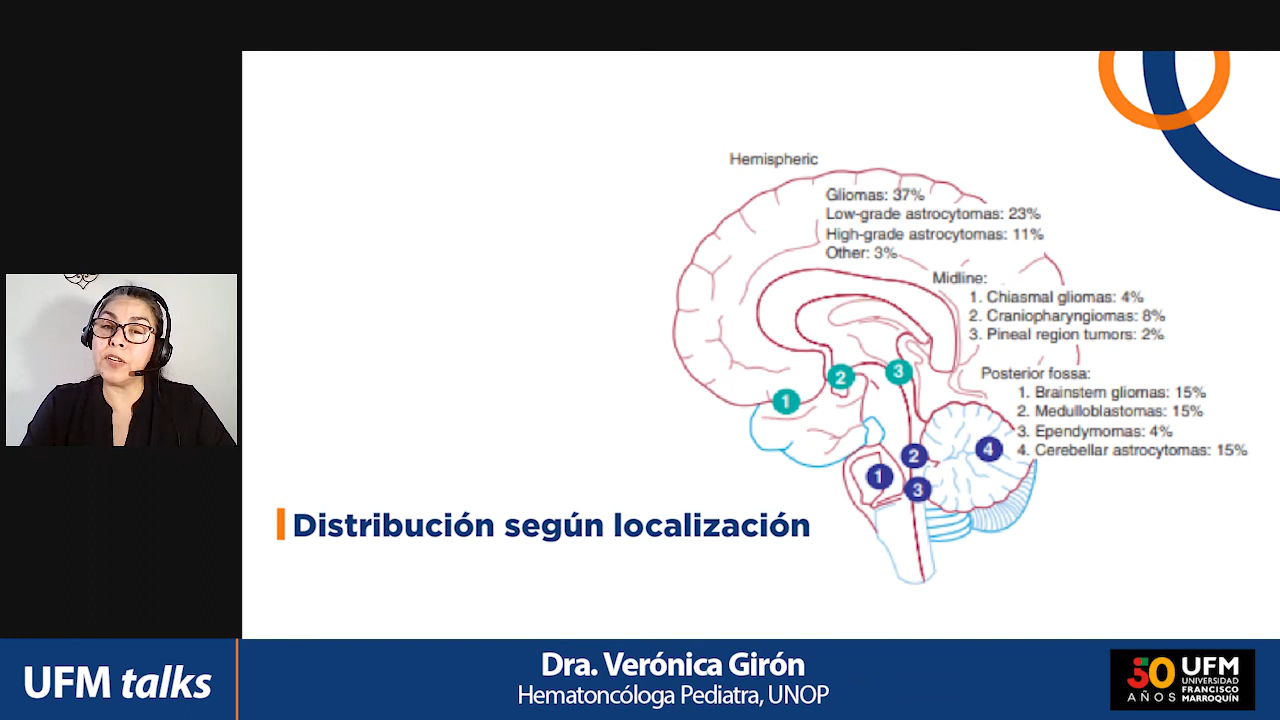 Hemispheric
Gliomas: 37%
Low-grade astrocytomas: 23%
High-grade astrocytomas: 11%
Other: 3%
Midline:
1. Chiasmal gliomas: 4%
2. Craniopharyngiomas: 8%
3. Pineal region tumors: 2%
Posterior fossa:
1. Brainstem gliomas: 15%
2. Medulloblastomas: 15%
3. Ependymomas: 4%
4. Cerebellar astrocytomas: 15%
1
2
3
1
2
3
4
Distribución según localización
UFM talks
Dra. Verónica Girón
Hematoncóloga Pediatra, UNOP
50
AÑOS
UFM
UNIVERSIDAD
FRANCISCO
MARROQUÍN